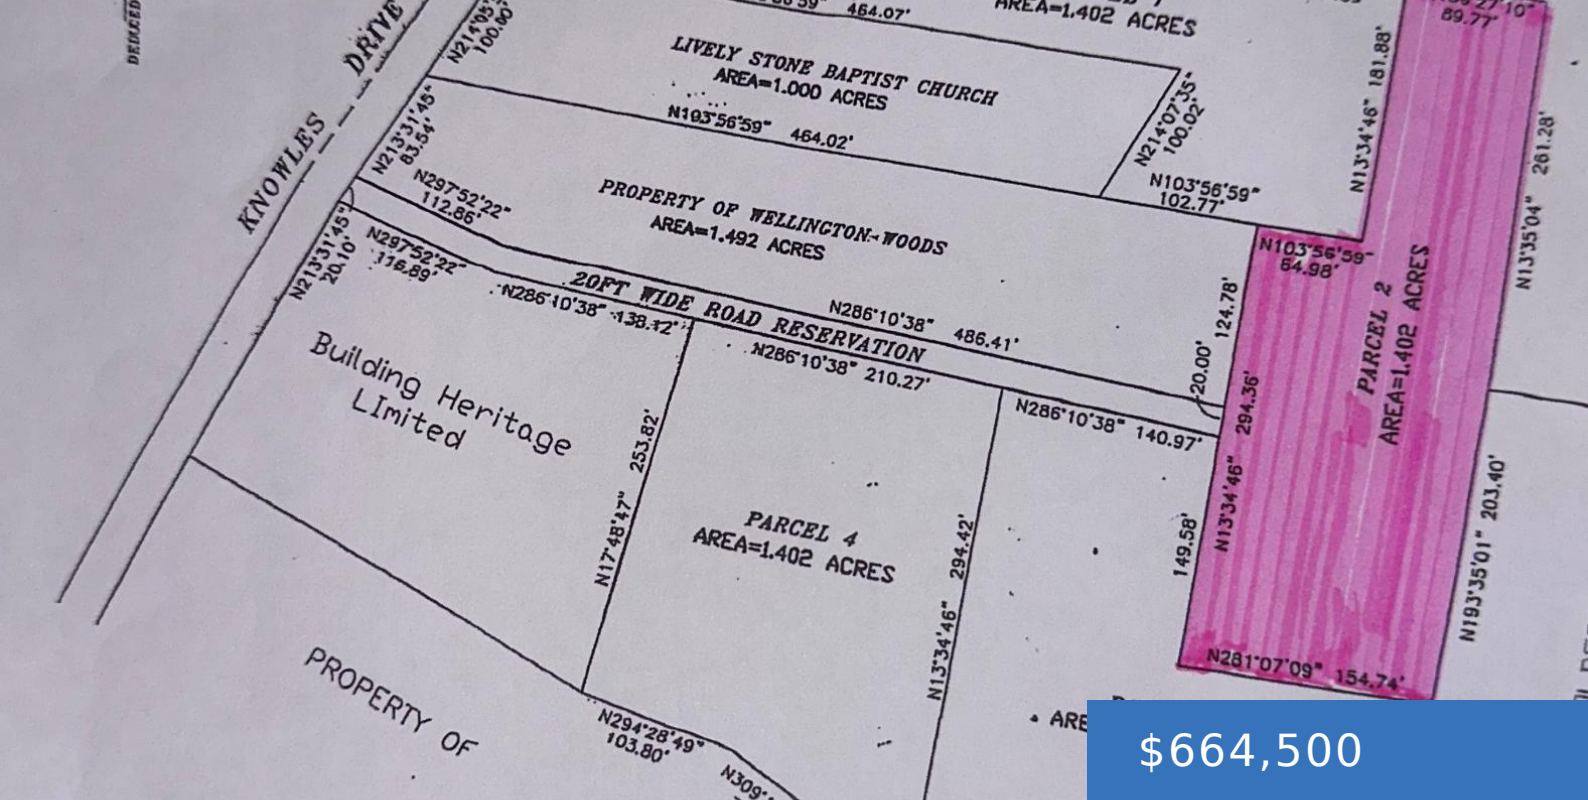 464.07'
AREA=1.402 ACRES
89.77'
DRIVE
N214°05'
100.00'
LIVELY STONE BAPTIST CHURCH
AREA=1.000 ACRES
N103°56'59" 464.02'
N214°07'35"
100.02'
N13°34'46" 181.88'
N13°35'04" 261.28'
KNOWLES
N213°31'45"
83.54'
N297°52'22"
112.86'
PROPERTY OF WELLINGTON-WOODS
AREA=1.492 ACRES
N103°56'59"
102.77'
N103°56'59"
64.98'
N213°31'45"
20.10'
N297°52'22"
116.89'
N286°10'38" 138.12'
20FT WIDE ROAD RESERVATION
N286°10'38" 486.41'
124.78'
20.00'
PARCEL 2
AREA=1.402 ACRES
Building Heritage
LImited
N286°10'38" 210.27'
N286°10'38" 140.97'
N13°34'46" 294.36'
N17°48'47" 253.82'
PARCEL 4
AREA=1.402 ACRES
N13°34'46" 294.42'
149.58'
N193°35'01" 203.40'
N281°07'09" 154.74'
PROPERTY OF
N294°28'49"
103.80'
N309°
ARE
$664,500